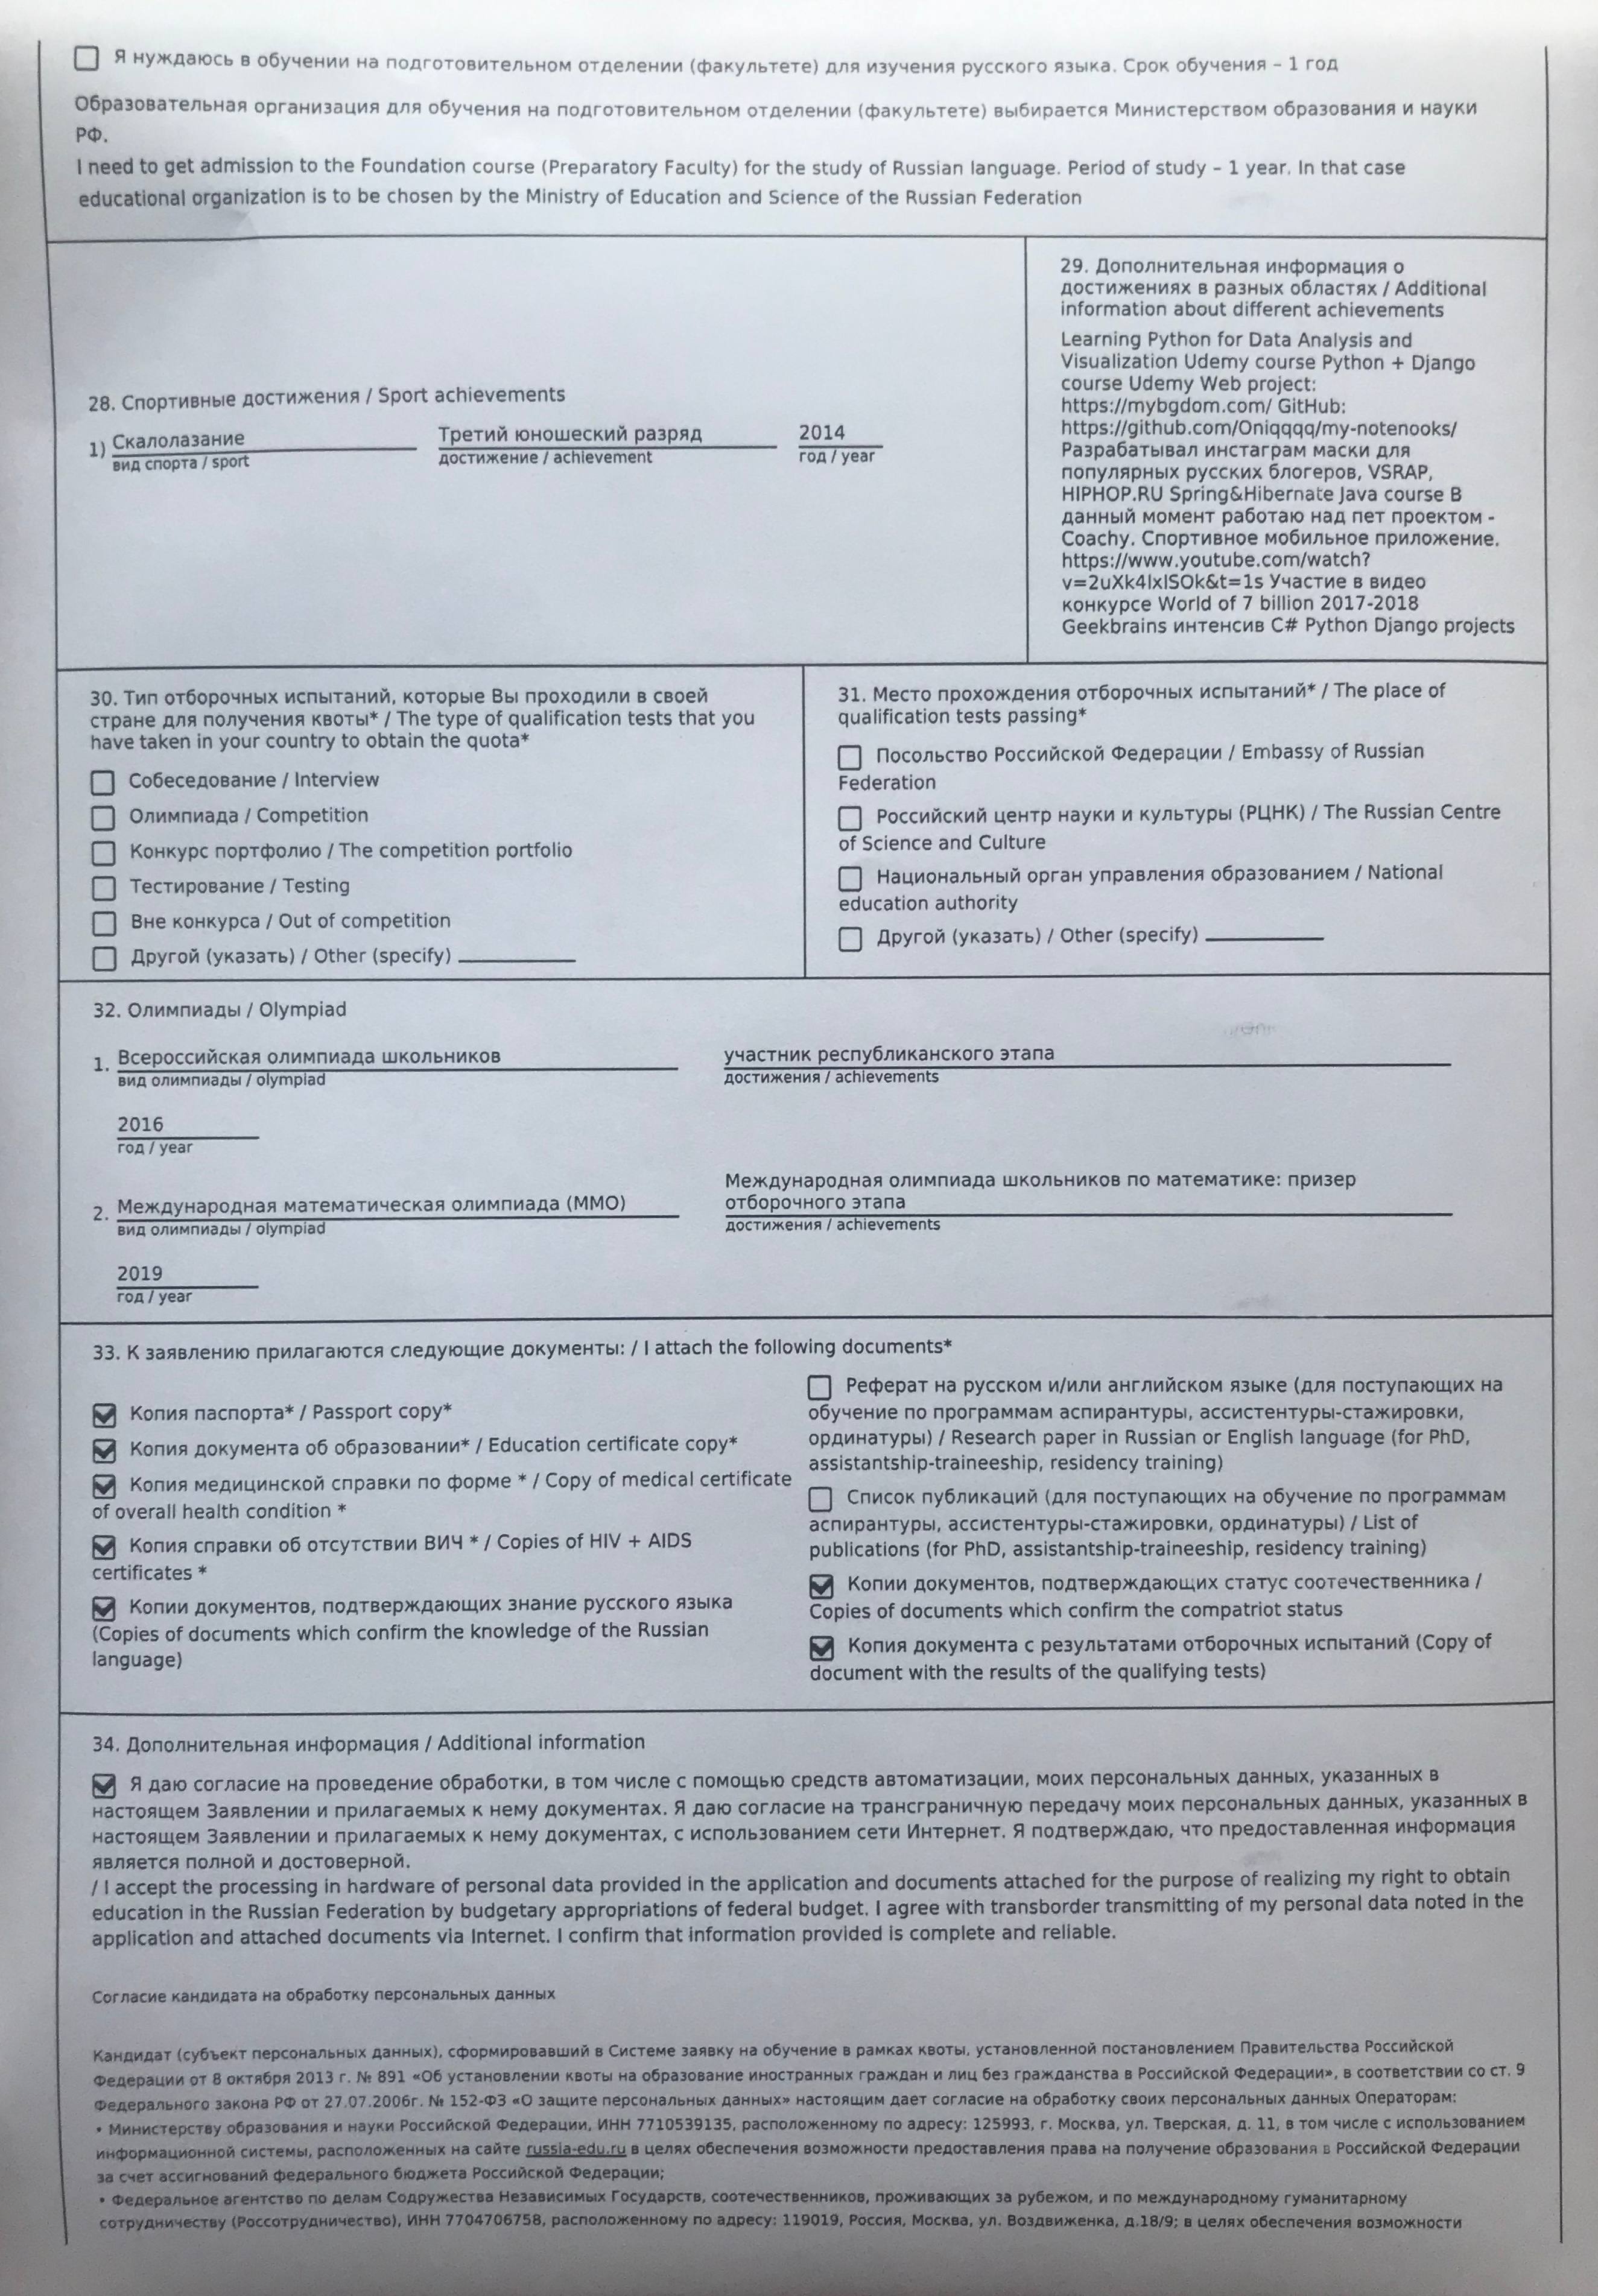 Я нуждаюсь в обучении на подготовительном отделении (факультете) для изучения русского языка. Срок обучения – 1 год
Образовательная организация для обучения на подготовительном отделении (факультете) выбирается Министерством образования и науки
РФ.
I need to get admission to the Foundation course (Preparatory Faculty) for the study of Russian language. Period of study – 1 year. In that case
educational organization is to be chosen by the Ministry of Education and Science of the Russian Federation
28. Спортивные достижения / Sport achievements
1) Скалолазание Третий юношеский разряд 2014
вид спорта / sport достижение / achievement год / year
29. Дополнительная информация о
достижениях в разных областях / Additional
information about different achievements
Learning Python for Data Analysis and
Visualization Udemy course Python + Django
course Udemy Web project:
https://mybgdom.com/ GitHub:
https://github.com/Oniqqqq/my-notenooks/
Разрабатывал инстаграм маски для
популярных русских блогеров, VSRAP,
HIPHOP.RU Spring&Hibernate Java course В
данный момент работаю над пет проектом -
Coachy. Спортивное мобильное приложение.
https://www.youtube.com/watch?
v=2uXk4lxlSOk&t=1s Участие в видео
конкурсе World of 7 billion 2017-2018
Geekbrains интенсив C# Python Django projects
30. Тип отборочных испытаний, которые Вы проходили в своей
стране для получения квоты* / The type of qualification tests that you
have taken in your country to obtain the quota*
Собеседование / Interview
Олимпиада / Competition
Конкурс портфолио / The competition portfolio
Тестирование / Testing
Вне конкурса / Out of competition
Другой (указать) / Other (specify)
31. Место прохождения отборочных испытаний* / The place of
qualification tests passing*
Посольство Российской Федерации / Embassy of Russian
Federation
Российский центр науки и культуры (РЦНК) / The Russian Centre
of Science and Culture
Национальный орган управления образованием / National
education authority
Другой (указать) / Other (specify)
32. Олимпиады / Olympiad
1. Всероссийская олимпиада школьников участник республиканского этапа
вид олимпиады / olympiad достижения / achievements
2016
год / year
Международная олимпиада школьников по математике: призер
2. Международная математическая олимпиада (ММО) отборочного этапа
вид олимпиады / olympiad достижения / achievements
2019
год / year
33. К заявлению прилагаются следующие документы: / I attach the following documents*
Копия паспорта* / Passport copy*
Копия документа об образовании* / Education certificate copy*
Копия медицинской справки по форме * / Copy of medical certificate
of overall health condition *
Копия справки об отсутствии ВИЧ * / Copies of HIV + AIDS
certificates *
Копии документов, подтверждающих знание русского языка
(Copies of documents which confirm the knowledge of the Russian
language)
Реферат на русском и/или английском языке (для поступающих на
обучение по программам аспирантуры, ассистентуры-стажировки,
ординатуры) / Research paper in Russian or English language (for PhD,
assistantship-traineeship, residency training)
Список публикаций (для поступающих на обучение по программам
аспирантуры, ассистентуры-стажировки, ординатуры) / List of
publications (for PhD, assistantship-traineeship, residency training)
Копии документов, подтверждающих статус соотечественника /
Copies of documents which confirm the compatriot status
Копия документа с результатами отборочных испытаний (Copy of
document with the results of the qualifying tests)
34. Дополнительная информация / Additional information
Я даю согласие на проведение обработки, в том числе с помощью средств автоматизации, моих персональных данных, указанных в
настоящем Заявлении и прилагаемых к нему документах. Я даю согласие на трансграничную передачу моих персональных данных, указанных в
настоящем Заявлении и прилагаемых к нему документах, с использованием сети Интернет. Я подтверждаю, что предоставленная информация
является полной и достоверной.
/ I accept the processing in hardware of personal data provided in the application and documents attached for the purpose of realizing my right to obtain
education in the Russian Federation by budgetary appropriations of federal budget. I agree with transborder transmitting of my personal data noted in the
application and attached documents via Internet. I confirm that information provided is complete and reliable.
Согласие кандидата на обработку персональных данных
Кандидат (субъект персональных данных), сформировавший в Системе заявку на обучение в рамках квоты, установленной постановлением Правительства Российской
Федерации от 8 октября 2013 г. № 891 «Об установлении квоты на образование иностранных граждан и лиц без гражданства в Российской Федерации», в соответствии со ст. 9
Федерального закона РФ от 27.07.2006г. № 152-ФЗ «О защите персональных данных» настоящим дает согласие на обработку своих персональных данных Операторам:
• Министерству образования и науки Российской Федерации, ИНН 7710539135, расположенному по адресу: 125993, г. Москва, ул. Тверская, д. 11, в том числе с использованием
информационной системы, расположенных на сайте russia-edu.ru в целях обеспечения возможности предоставления права на получение образования в Российской Федерации
за счет ассигнований федерального бюджета Российской Федерации;
• Федеральное агентство по делам Содружества Независимых Государств, соотечественников, проживающих за рубежом, и по международному гуманитарному
сотрудничеству (Россотрудничество), ИНН 7704706758, расположенному по адресу: 119019, Россия, Москва, ул. Воздвиженка, д.18/9; в целях обеспечения возможности